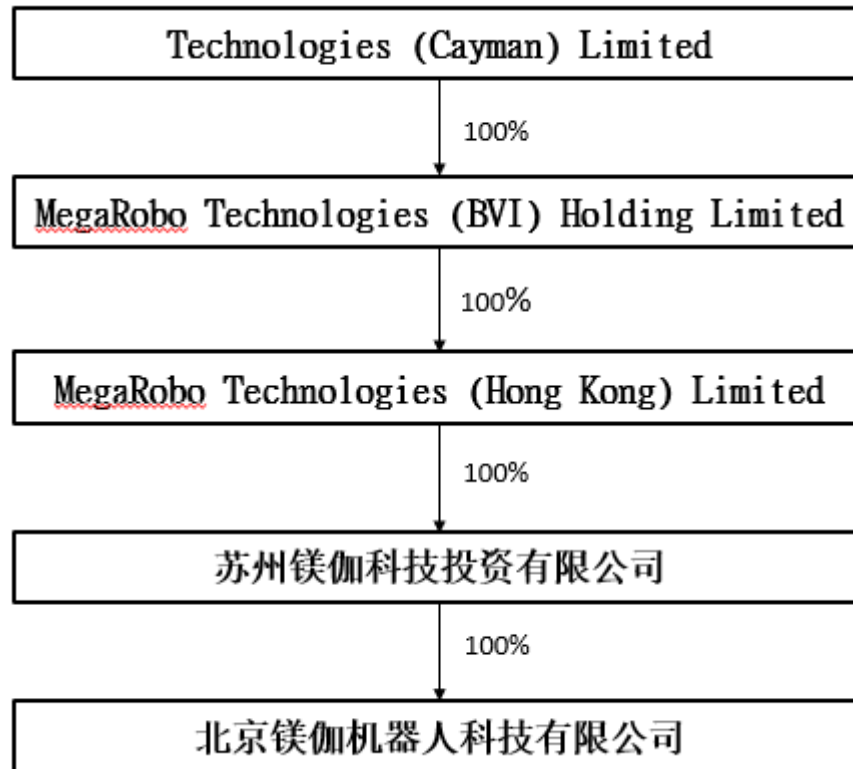 Technologies (Cayman) Limited
100%
MegaRobo Technologies (BVI) Holding Limited
100%
MegaRobo Technologies (Hong Kong) Limited
100%
苏州镁伽科技投资有限公司
100%
北京镁伽机器人科技有限公司